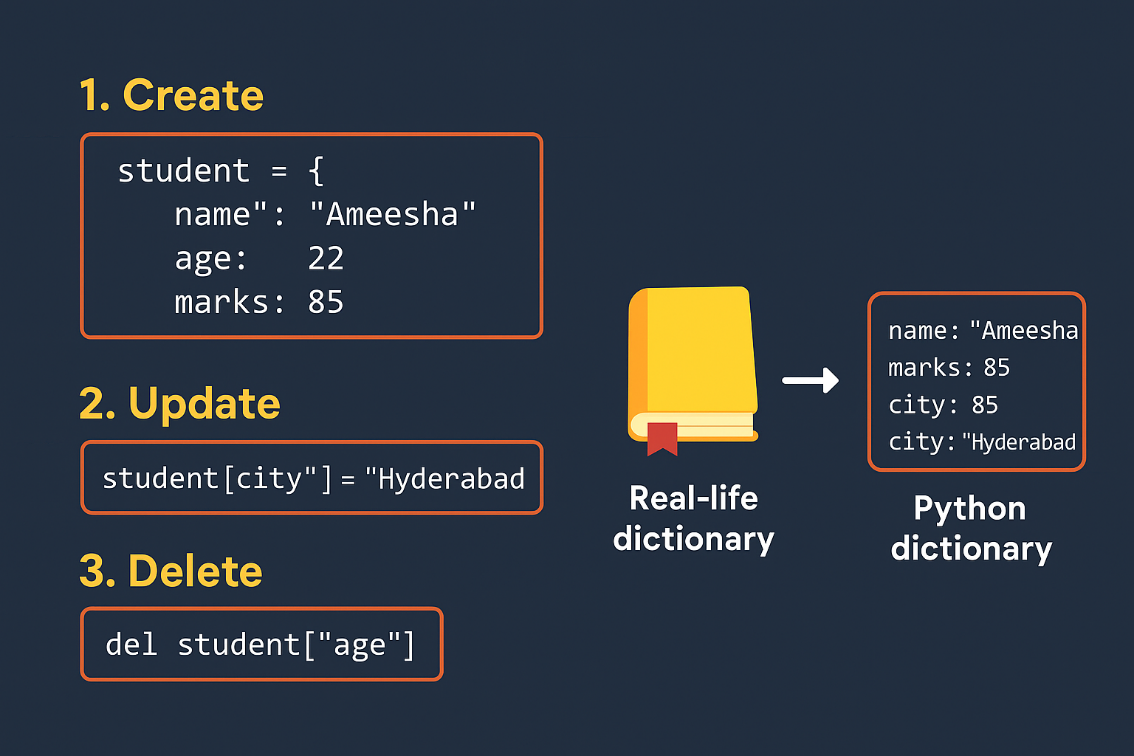 1. Create
student = {
name": "Ameesha"
age: 22
marks: 85
2. Update
student[city"] = "Hyderabad
3. Delete
del student["age"]
Real-life
dictionary
name: "Ameesha
marks: 85
city: 85
city: "Hyderabad
Python
dictionary